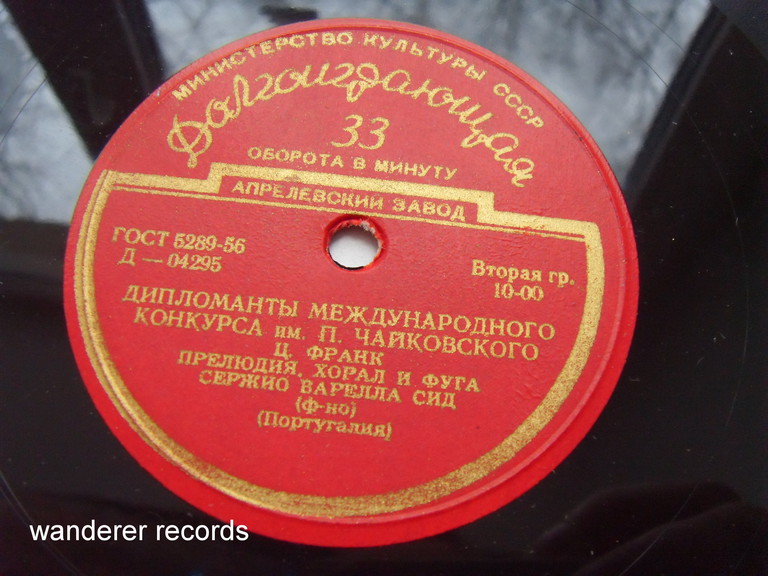 МИНИСТЕРСТВО КУЛЬТУРЫ СССР
Долгоиграющая
33
ОБОРОТА В МИНУТУ
АПРЕЛЕВСКИЙ ЗАВОД
ГОСТ 5289-56
Д — 04295
Вторая гр.
10-00
ДИПЛОМАНТЫ МЕЖДУНАРОДНОГО
КОНКУРСА им. П. ЧАЙКОВСКОГО
Ц. ФРАНК
ПРЕЛЮДИЯ, ХОРАЛ И ФУГА
СЕРЖИО ВАРЕЛЛА СИД
(ф-но)
(Португалия)
wanderer records